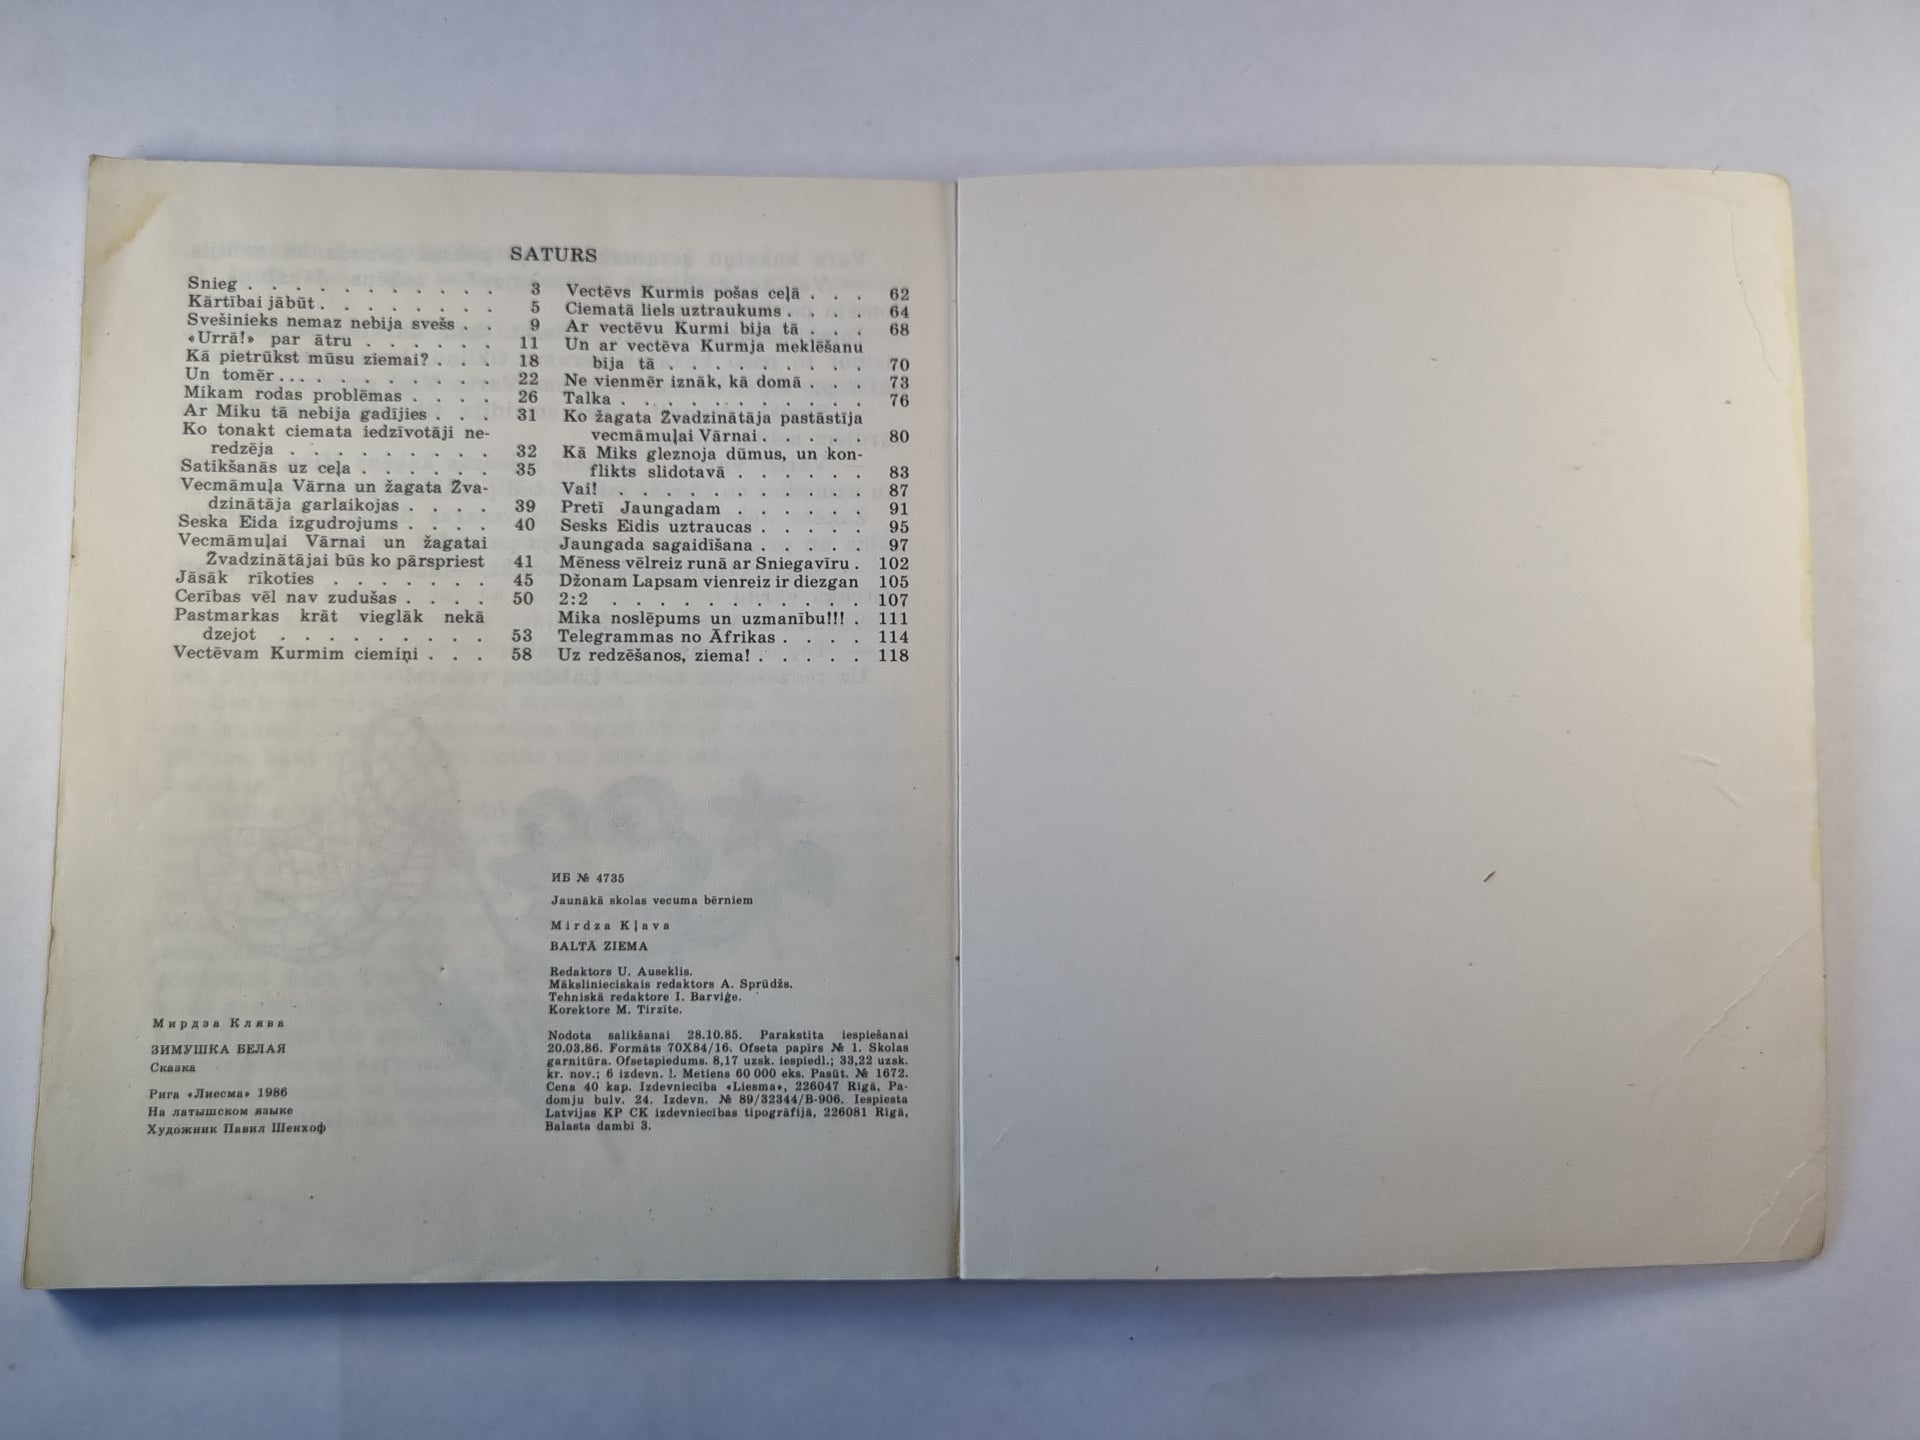 SATURS
Snieg . . . . . . . . . . . 3
Kārtībai jābūt . . . . . . . . 5
Svešinieks nemaz nebija svešs . . 9
«Urrā!» par ātru . . . . . . 11
Kā pietrūkst mūsu ziemai? . . . 18
Un tomēr . . . . . . . . . . 22
Mikam rodas problēmas . . . . 26
Ar Miku tā nebija gadījies . . . 31
Ko tonakt ciemata iedzīvotāji ne-
redzēja . . . . . . . . . 32
Satikšanās uz ceļa . . . . . . 35
Vecmāmuļa Vārna un žagata Žva-
dzinātāja garlaikojas . . . . 39
Seska Eida izgudrojums . . . . 40
Vecmāmuļai Vārnai un žagatai
Žvadzinātājai būs ko pārspriest 41
Jāsāk rīkoties . . . . . . . 45
Cerības vēl nav zudušas . . . . 50
Pastmarkas krāt vieglāk nekā
dzejot . . . . . . . . . 53
Vectēvam Kurmim ciemiņi . . . 58
Vectēvs Kurmis pošas ceļā . . . 62
Ciematā liels uztraukums . . . . 64
Ar vectēvu Kurmi bija tā . . . 68
Un ar vectēva Kurmja meklēšanu
bija tā . . . . . . . . . 70
Ne vienmēr iznāk, kā domā . . . 73
Talka . . . . . . . . . . . 76
Ko žagata Žvadzinātāja pastāstīja
vecmāmuļai Vārnai . . . . . 80
Kā Miks gleznoja dūmus, un kon-
flikts slidotavā . . . . . . 83
Vai! . . . . . . . . . . . 87
Pretī Jaungadam . . . . . . 91
Sesks Eidis uztraucas . . . . . 95
Jaungada sagaidīšana . . . . . 97
Mēness vēlreiz runā ar Sniegavīru . 102
Džonam Lapsam vienreiz ir diezgan 105
2:2 . . . . . . . . . . . 107
Mika noslēpums un uzmanību!!! . 111
Telegrammas no Āfrikas . . . . 114
Uz redzēšanos, ziema! . . . . . 118
Мирдза Клява
ЗИМУШКА БЕЛАЯ
Сказка
Рига «Лиесма» 1986
На латышском языке
Художник Павил Шенхоф
ИБ № 4735
Jaunākā skolas vecuma bērniem
Mirdza Kļava
BALTĀ ZIEMA
Redaktors U. Auseklis.
Mākslinieciskais redaktors A. Sprūdžs.
Tehniskā redaktore I. Barviģe.
Korektore M. Tirzīte.
Nodota salikšanai 28.10.85. Parakstīta iespiešanai
20.03.86. Formāts 70X84/16. Ofseta papīrs № 1. Skolas
garnitūra. Ofsetspiedums. 8,17 uzsk. iespiedl.; 33,22 uzsk.
kr. nov.; 6 izdevn. l. Metiens 60 000 eks. Pasūt. № 1672.
Cena 40 kap. Izdevniecība «Liesma», 226047 Rīgā, Pa-
domju bulv. 24. Izdevn. № 89/32344/B-906. Iespiesta
Latvijas KP CK izdevniecības tipogrāfijā, 226081 Rīgā,
Balasta dambī 3.